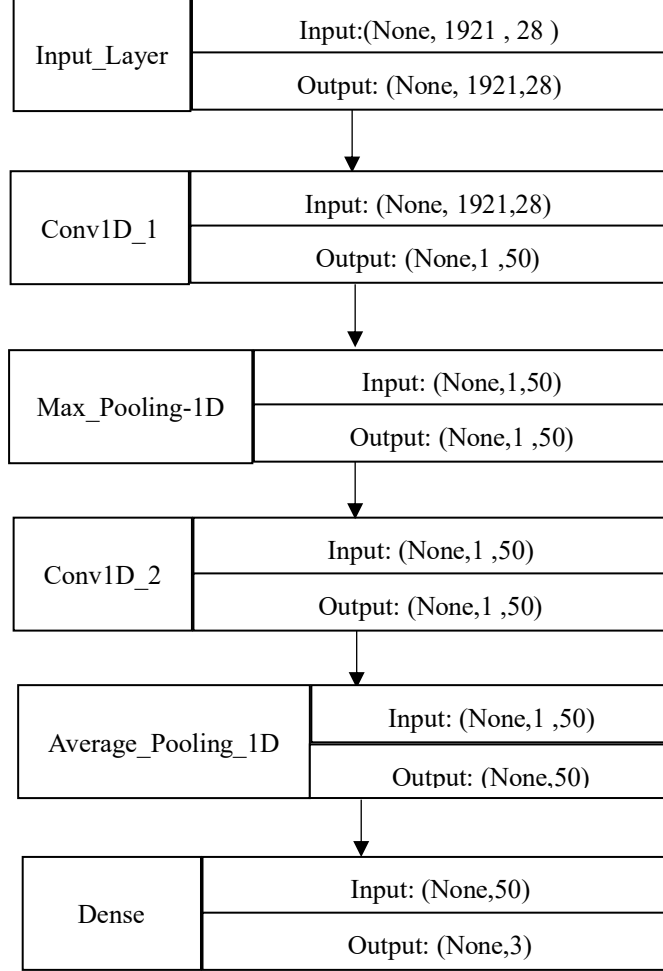 Input_Layer
Input:(None, 1921 , 28 )
Output: (None, 1921,28)
Conv1D_1
Input: (None, 1921,28)
Output: (None,1 ,50)
Max_Pooling-1D
Input: (None,1,50)
Output: (None,1 ,50)
Conv1D_2
Input: (None,1 ,50)
Output: (None,1 ,50)
Average_Pooling_1D
Input: (None,1 ,50)
Output: (None,50)
Dense
Input: (None,50)
Output: (None,3)